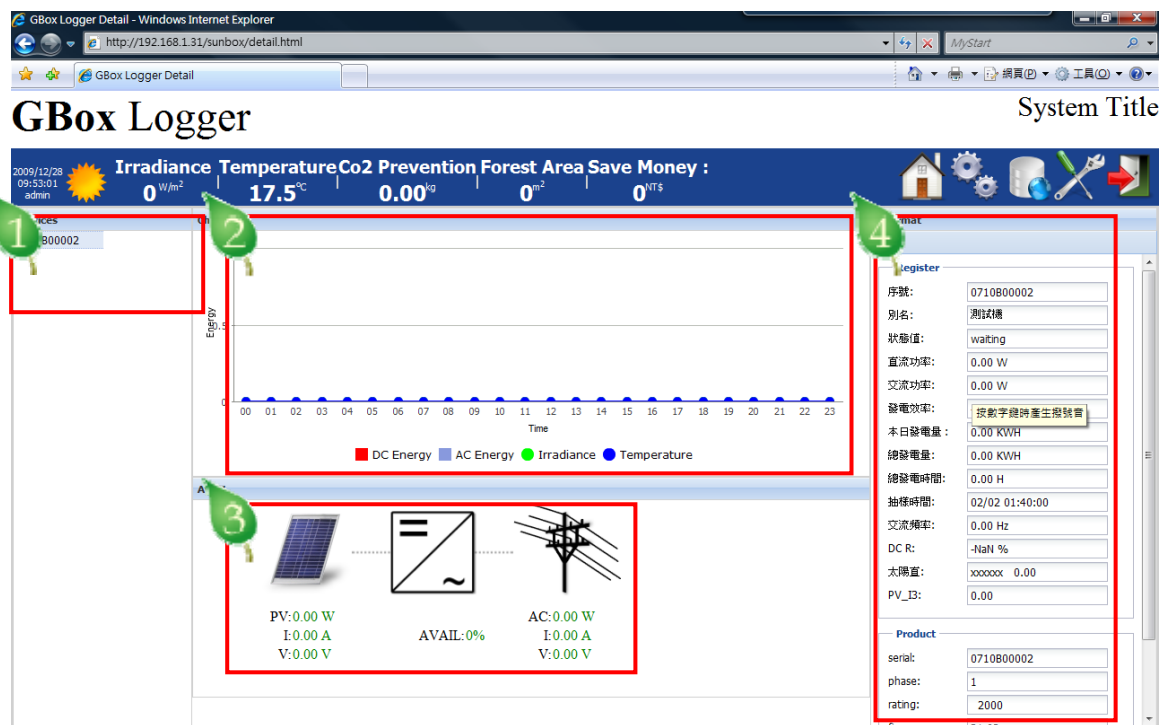 GBox Logger Detail - Windows Internet Explorer
http://192.168.1.31/sunbox/detail.html
MyStart
GBox Logger Detail
網頁(P)
工具(O)
GBox Logger
System Title
2009/12/28
09:53:01
admin
Irradiance Temperature Co2 Prevention Forest Area Save Money :
0 W/m² | 17.5 °C | 0.00 kg | 0 m² | 0 NT$
1
2
4
B00002
Energy
0.5
0
00 01 02 03 04 05 06 07 08 09 10 11 12 13 14 15 16 17 18 19 20 21 22 23
Time
DC Energy AC Energy Irradiance Temperature
3
PV:0.00 W
I:0.00 A
V:0.00 V
AVAIL:0%
AC:0.00 W
I:0.00 A
V:0.00 V
Register
序號: 0710B00002
別名: 測試機
狀態值: waiting
直流功率: 0.00 W
交流功率: 0.00 W
發電效率:
按數字鍵時產生撥號音
本日發電量: 0.00 KWH
總發電量: 0.00 KWH
總發電時間: 0.00 H
抽樣時間: 02/02 01:40:00
交流頻率: 0.00 Hz
DC R: -NaN %
太陽直: xxxxxx 0.00
PV_I3: 0.00
Product
serial: 0710B00002
phase: 1
rating: 2000